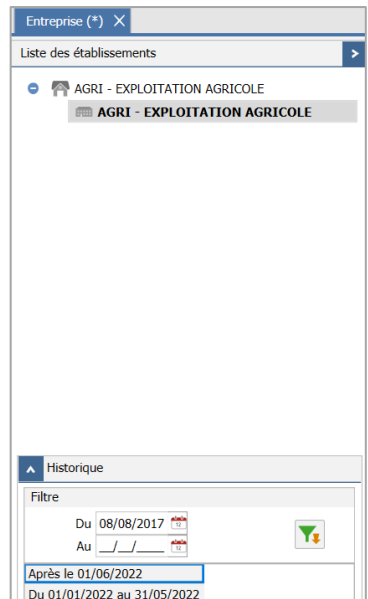 Entreprise (*)
Liste des établissements
AGRI - EXPLOITATION AGRICOLE
AGRI - EXPLOITATION AGRICOLE
Historique
Filtre
Du 08/08/2017
Au __/__/____
Après le 01/06/2022
Du 01/01/2022 au 31/05/2022